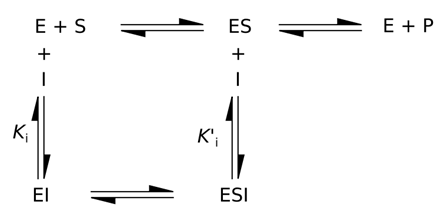 E + S ES E + P
+ +
I I
Kᵢ K'ᵢ
EI ESI